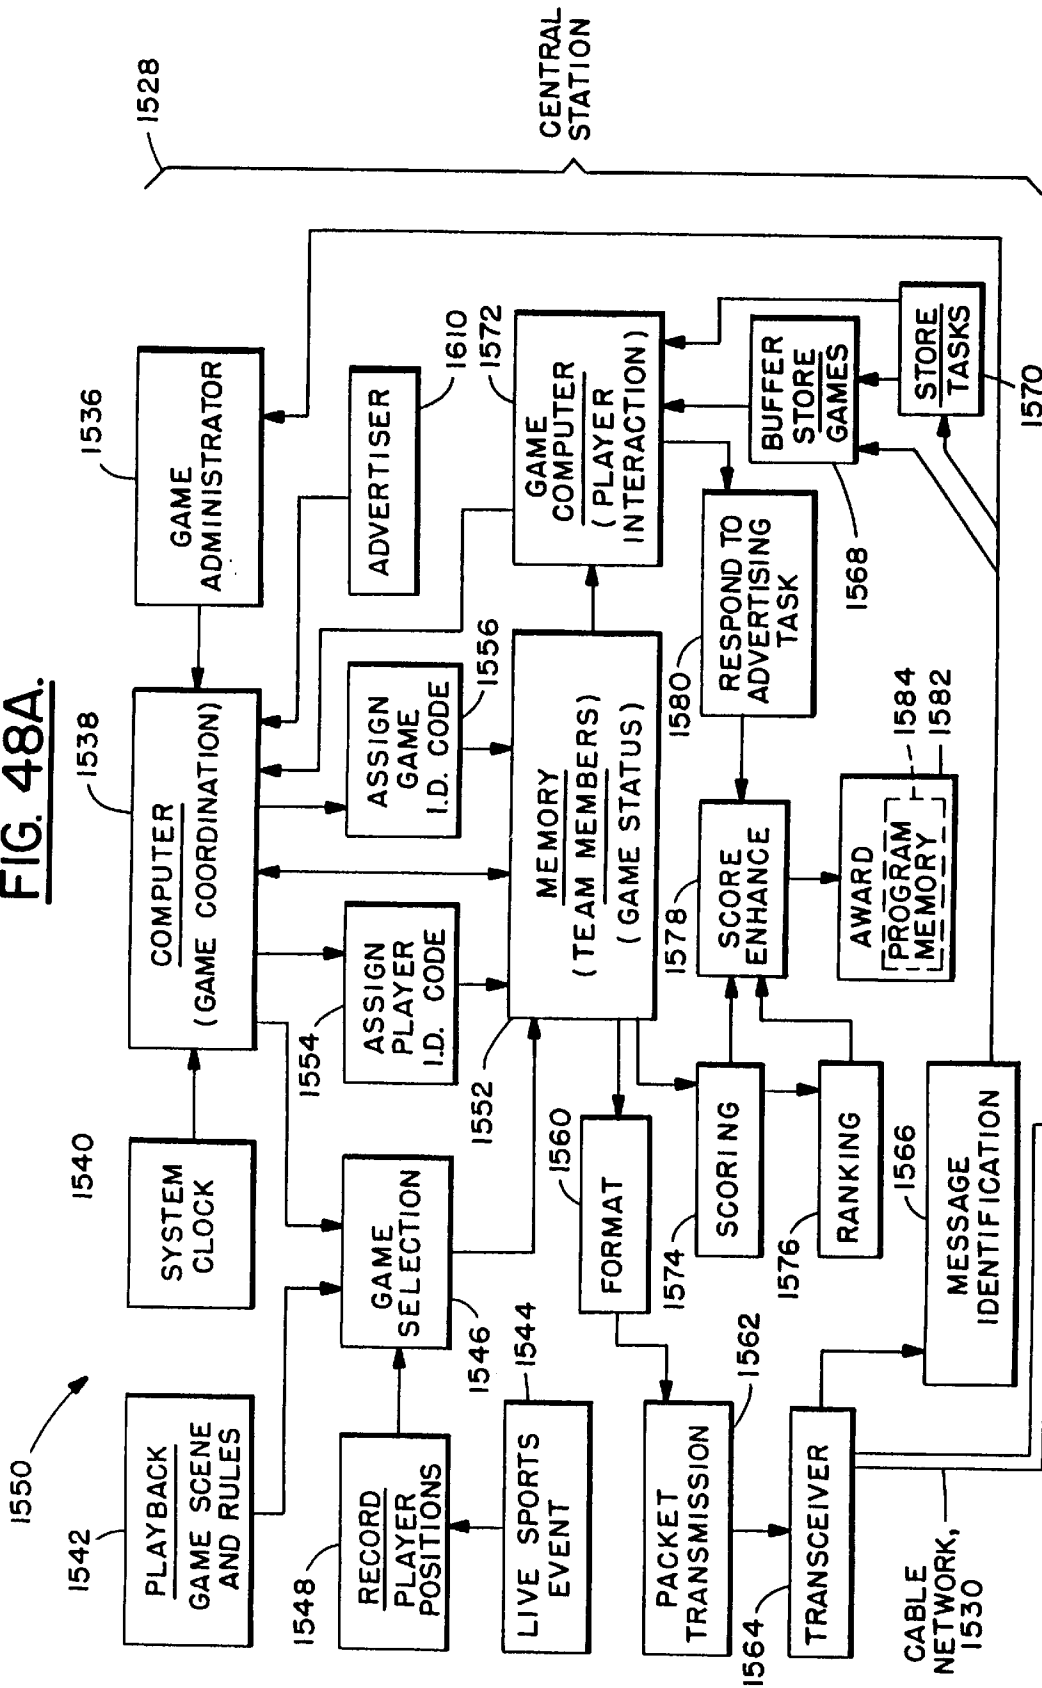 FIG. 48A.
1550
1542
PLAYBACK
GAME SCENE
AND RULES
1540
SYSTEM
CLOCK
1538
COMPUTER
(GAME COORDINATION)
1536
GAME
ADMINISTRATOR
1528
CENTRAL
STATION
1548
RECORD
PLAYER
POSITIONS
GAME
SELECTION
1546
1554
ASSIGN
PLAYER
I.D. CODE
ASSIGN
GAME
I.D. CODE
1556
ADVERTISER
1610
LIVE SPORTS
EVENT
1544
1552
MEMORY
(TEAM MEMBERS)
(GAME STATUS)
GAME
COMPUTER
(PLAYER
INTERACTION)
1572
1560
FORMAT
PACKET
TRANSMISSION
1562
1574
SCORING
1578
SCORE
ENHANCE
1580
RESPOND TO
ADVERTISING
TASK
BUFFER
STORE
GAMES
1568
1564
TRANSCEIVER
1576
RANKING
AWARD
PROGRAM
MEMORY
1584
1582
STORE
TASKS
1570
CABLE
NETWORK,
1530
1566
MESSAGE
IDENTIFICATION